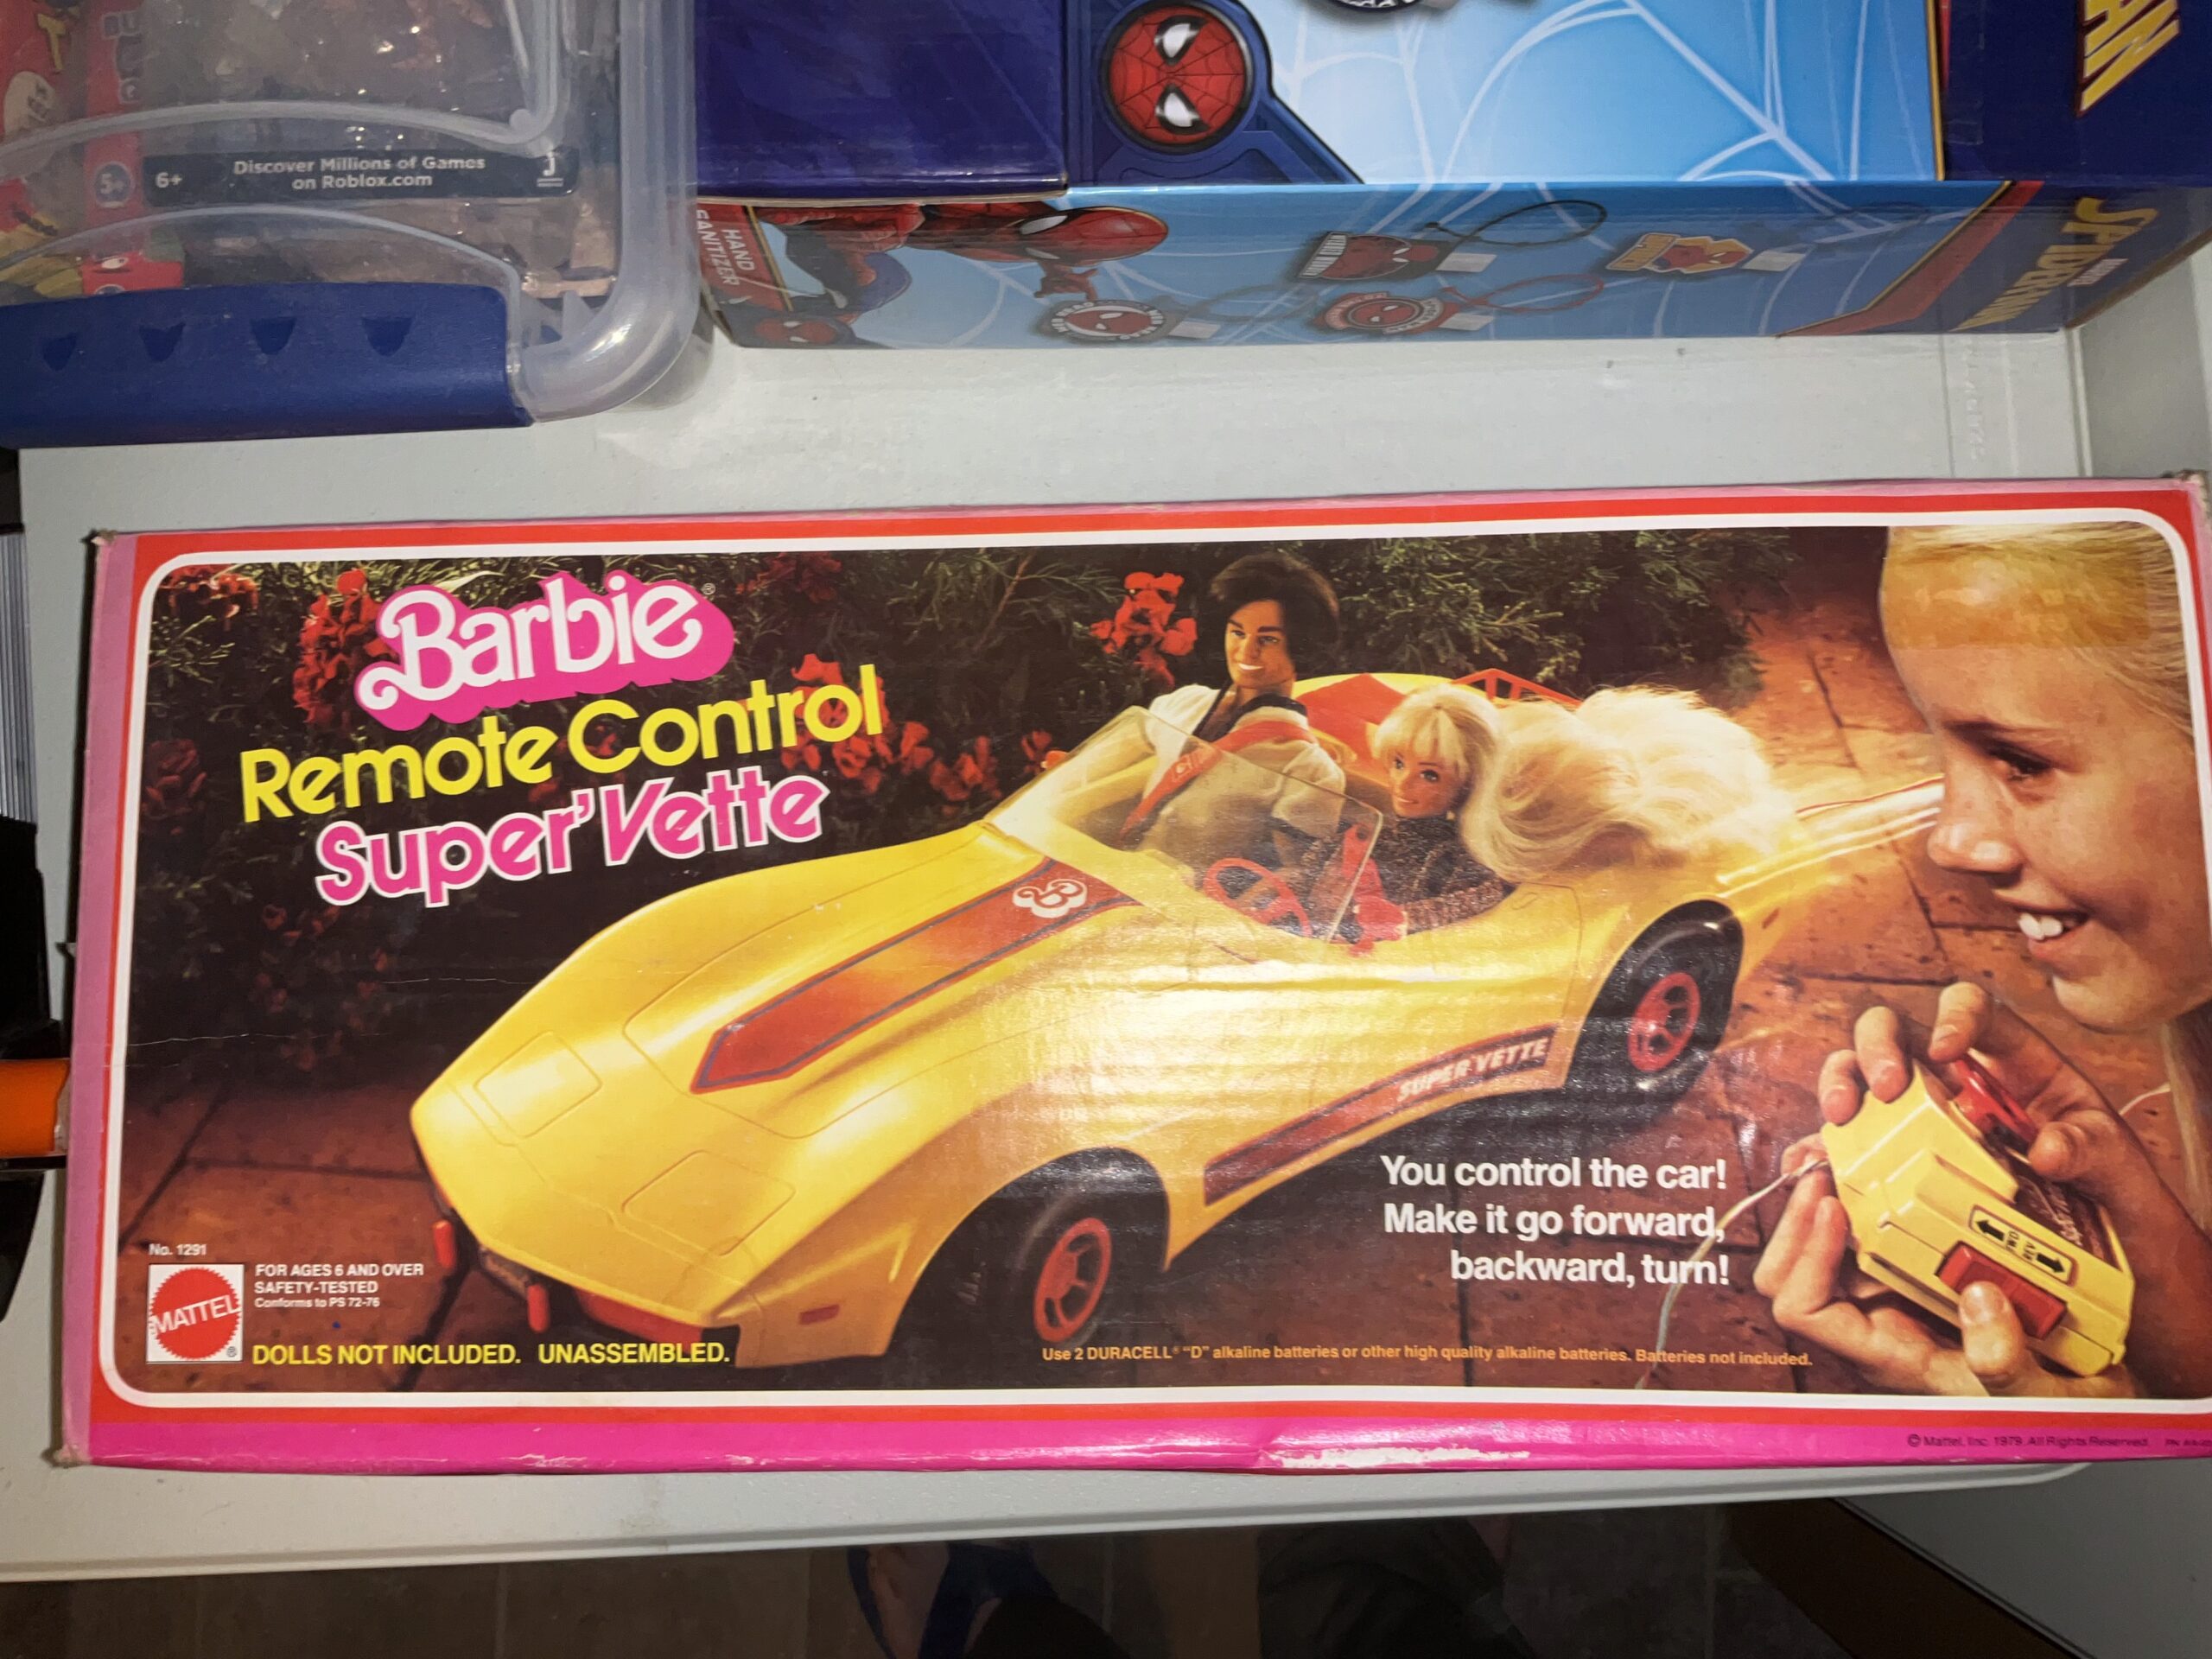 5+
6+
Discover Millions of Games
on Roblox.com
HAND
SANITIZER
SPIDER-MAN
Barbie®
Remote Control
Super'Vette
B
SUPER VETTE
You control the car!
Make it go forward,
backward, turn!
No. 1291
MATTEL®
FOR AGES 6 AND OVER
SAFETY-TESTED
Conforms to PS 72-76
DOLLS NOT INCLUDED. UNASSEMBLED.
Use 2 DURACELL® "D" alkaline batteries or other high quality alkaline batteries. Batteries not included.
© Mattel, Inc. 1979. All Rights Reserved.